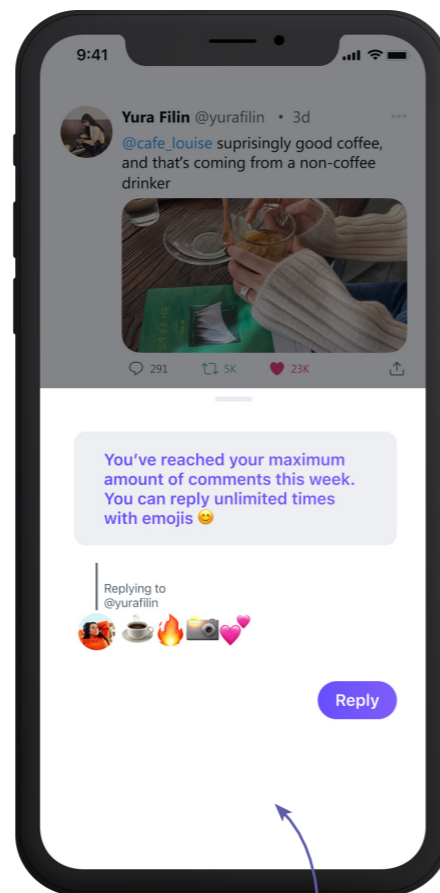 9:41
Yura Filin @yurafilin • 3d
@cafe_louise suprisingly good coffee,
and that's coming from a non-coffee
drinker
291 5K 23K
You've reached your maximum
amount of comments this week.
You can reply unlimited times
with emojis 😊
Replying to
@yurafilin
☕🔥📸💕
Reply